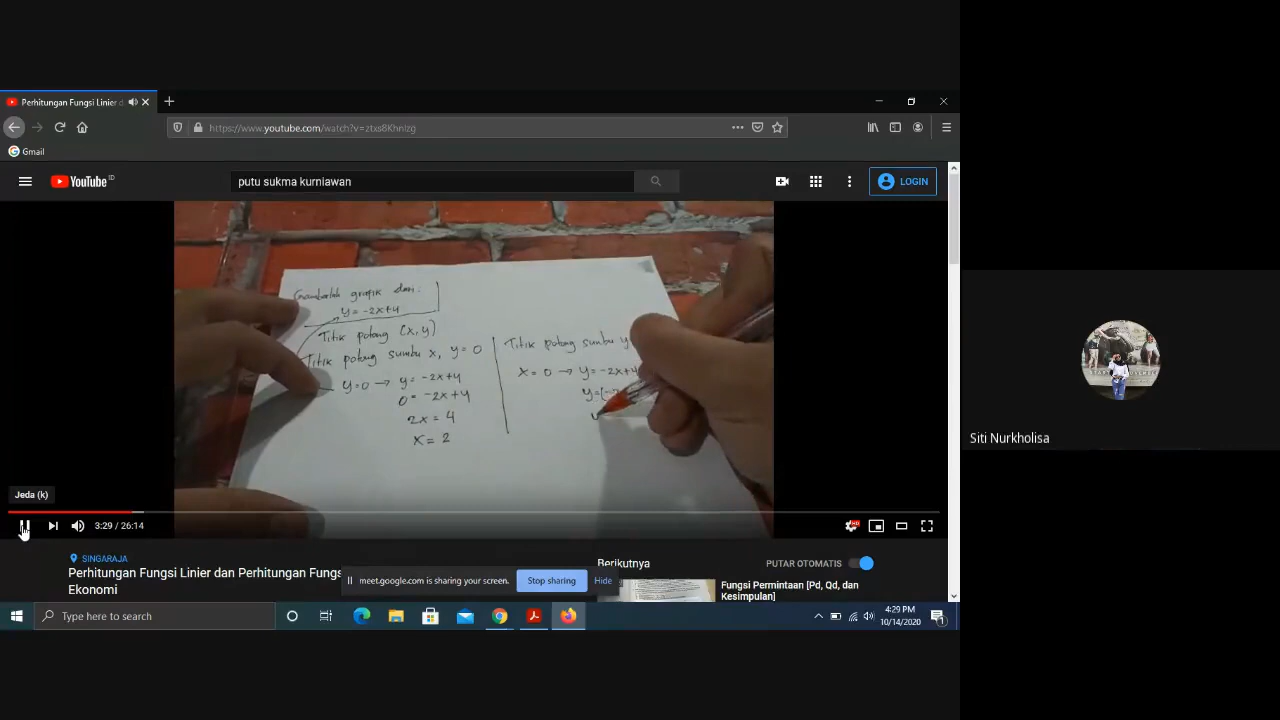 Perhitungan Fungsi Linier d
https://www.youtube.com/watch?v=ztxs8KhnIzg
Gmail
YouTube ID
putu sukma kurniawan
LOGIN
Gambarlah grafik dari:
y = -2x+4
Titik potong (x,y)
Titik potong sumbu x, y = 0
y=0 → y = -2x+4
0 = -2x+4
2x = 4
x = 2
Titik potong sumbu y
x = 0 → y = -2x+4
Jeda (k)
3:29 / 26:14
HD
SINGARAJA
Perhitungan Fungsi Linier dan Perhitungan Fungs
Ekonomi
Berikutnya
PUTAR OTOMATIS
Fungsi Permintaan [Pd, Qd, dan
Kesimpulan]
meet.google.com is sharing your screen.
Stop sharing
Hide
Type here to search
4:29 PM
10/14/2020
1
Siti Nurkholisa